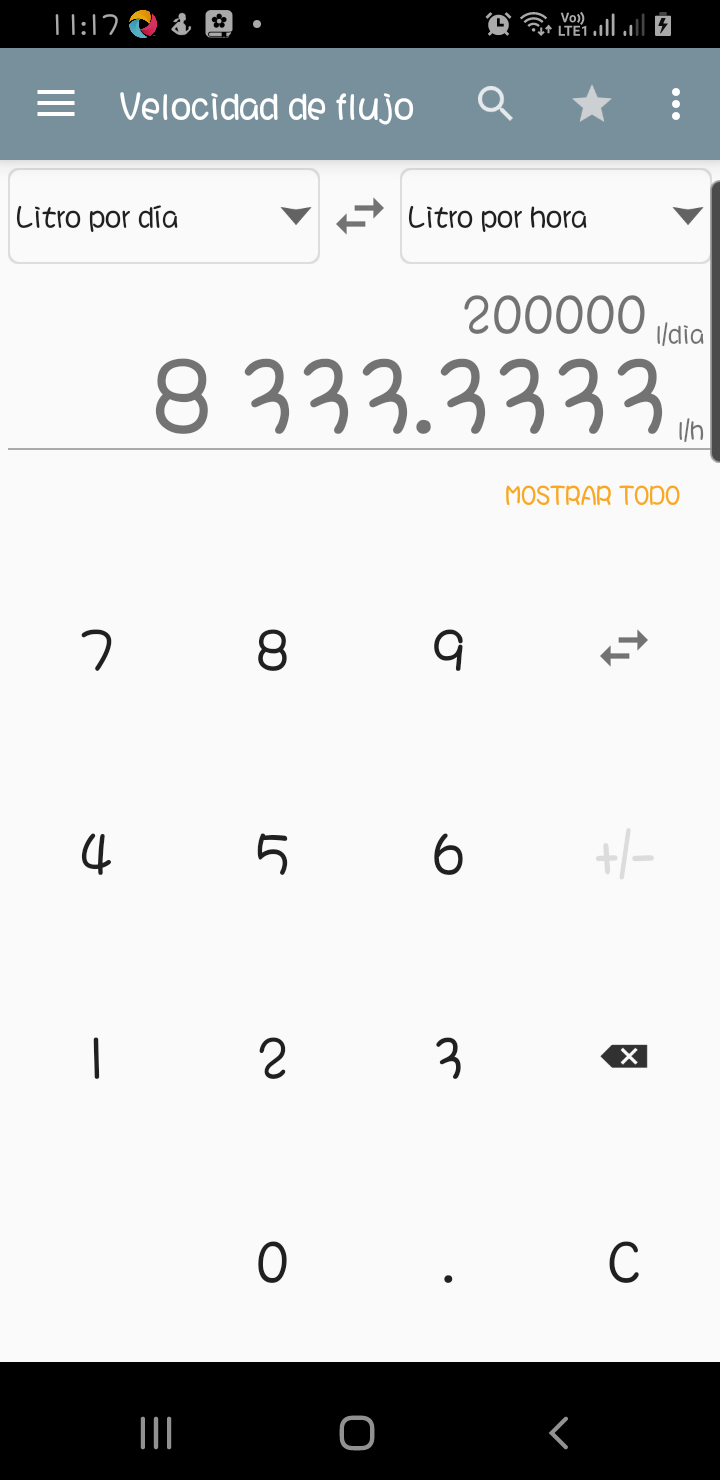 11:17 Vo)) LTE1
Velocidad de flujo
Litro por día Litro por hora
200000 l/dia
8 333.3333 l/h
MOSTRAR TODO
7 8 9
4 5 6 +/-
1 2 3
0 . C